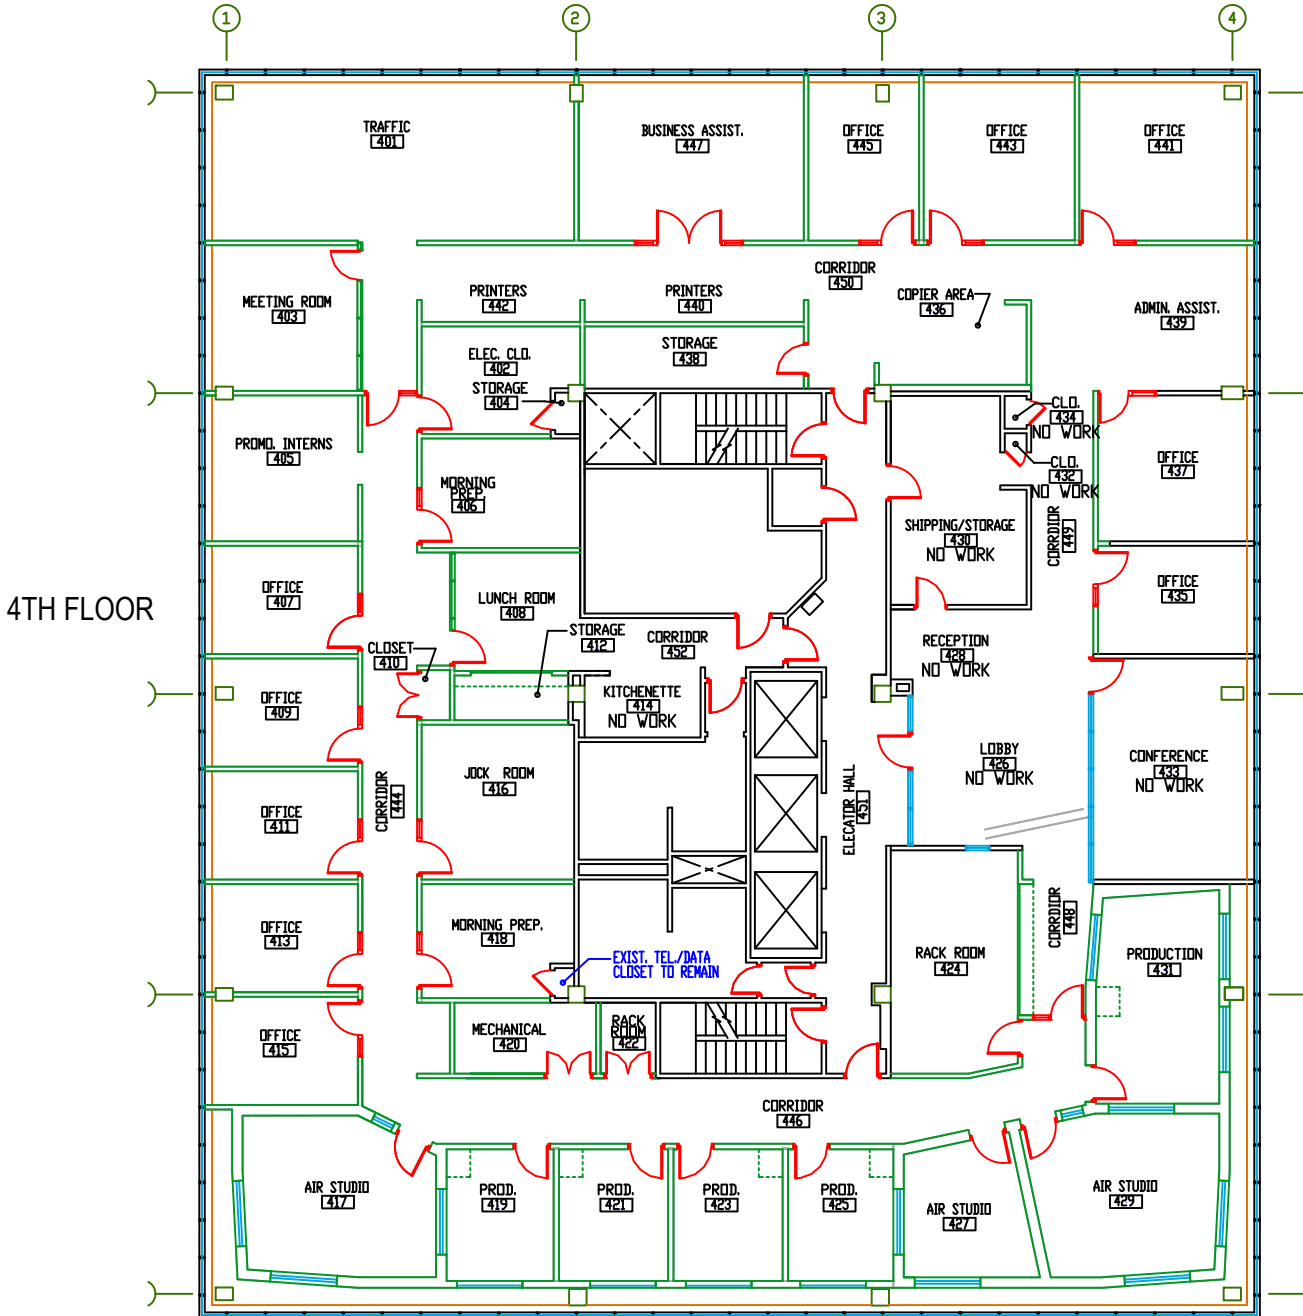 1
2
3
4
TRAFFIC
401
BUSINESS ASSIST.
447
OFFICE
445
OFFICE
443
OFFICE
441
CORRIDOR
450
MEETING ROOM
403
PRINTERS
442
PRINTERS
440
COPIER AREA
436
ADMIN. ASSIST.
439
ELEC. CLO.
402
STORAGE
438
STORAGE
404
CLO.
434
NO WORK
PROMO. INTERNS
405
CLO.
432
NO WORK
OFFICE
437
MORNING
PREP.
406
SHIPPING/STORAGE
430
NO WORK
CORRDIOR
449
4TH FLOOR
OFFICE
407
LUNCH ROOM
408
OFFICE
435
STORAGE
412
CORRIDOR
452
RECEPTION
428
NO WORK
CLOSET
410
OFFICE
409
KITCHENETTE
414
NO WORK
LOBBY
426
NO WORK
CONFERENCE
433
NO WORK
JOCK ROOM
416
CORRIDOR
444
ELECATOR HALL
451
OFFICE
411
OFFICE
413
MORNING PREP.
418
EXIST. TEL./DATA
CLOSET TO REMAIN
RACK ROOM
424
CORRDIOR
448
PRODUCTION
431
OFFICE
415
MECHANICAL
420
RACK
ROOM
422
CORRIDOR
446
AIR STUDIO
417
PROD.
419
PROD.
421
PROD.
423
PROD.
425
AIR STUDIO
427
AIR STUDIO
429